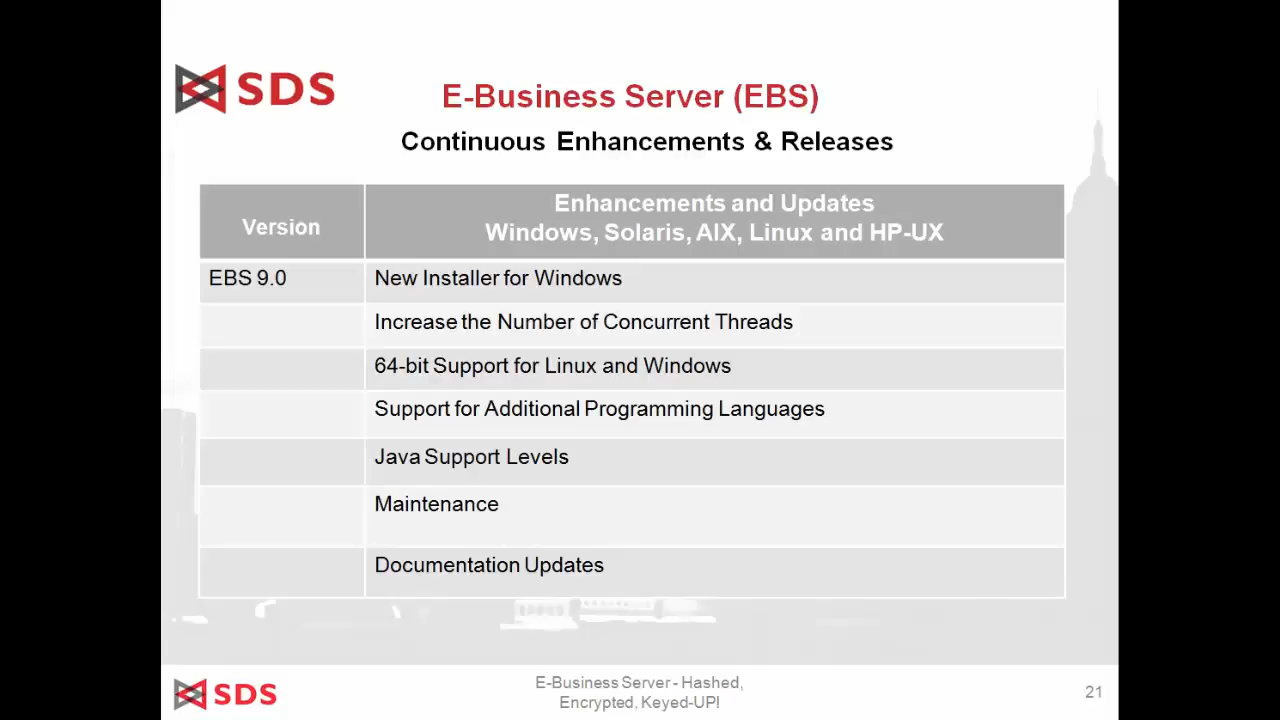 SDS
E-Business Server (EBS)
Continuous Enhancements & Releases
Version
Enhancements and Updates
Windows, Solaris, AIX, Linux and HP-UX
EBS 9.0
New Installer for Windows
Increase the Number of Concurrent Threads
64-bit Support for Linux and Windows
Support for Additional Programming Languages
Java Support Levels
Maintenance
Documentation Updates
SDS
E-Business Server - Hashed,
Encrypted, Keyed-UP!
21